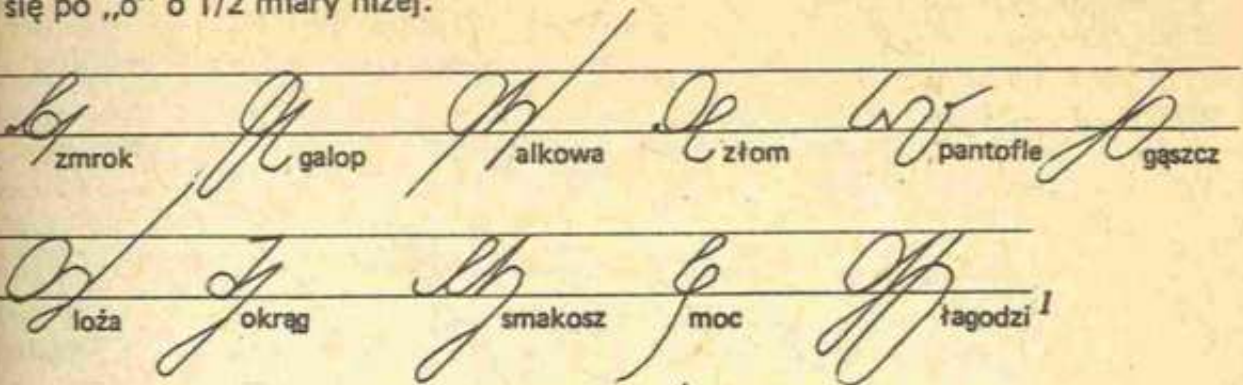 się po „o” o 1/2 miary niżej.
zmrok galop alkowa złom pantofle gąszcz
loża okrąg smakosz moc łagodzi 1